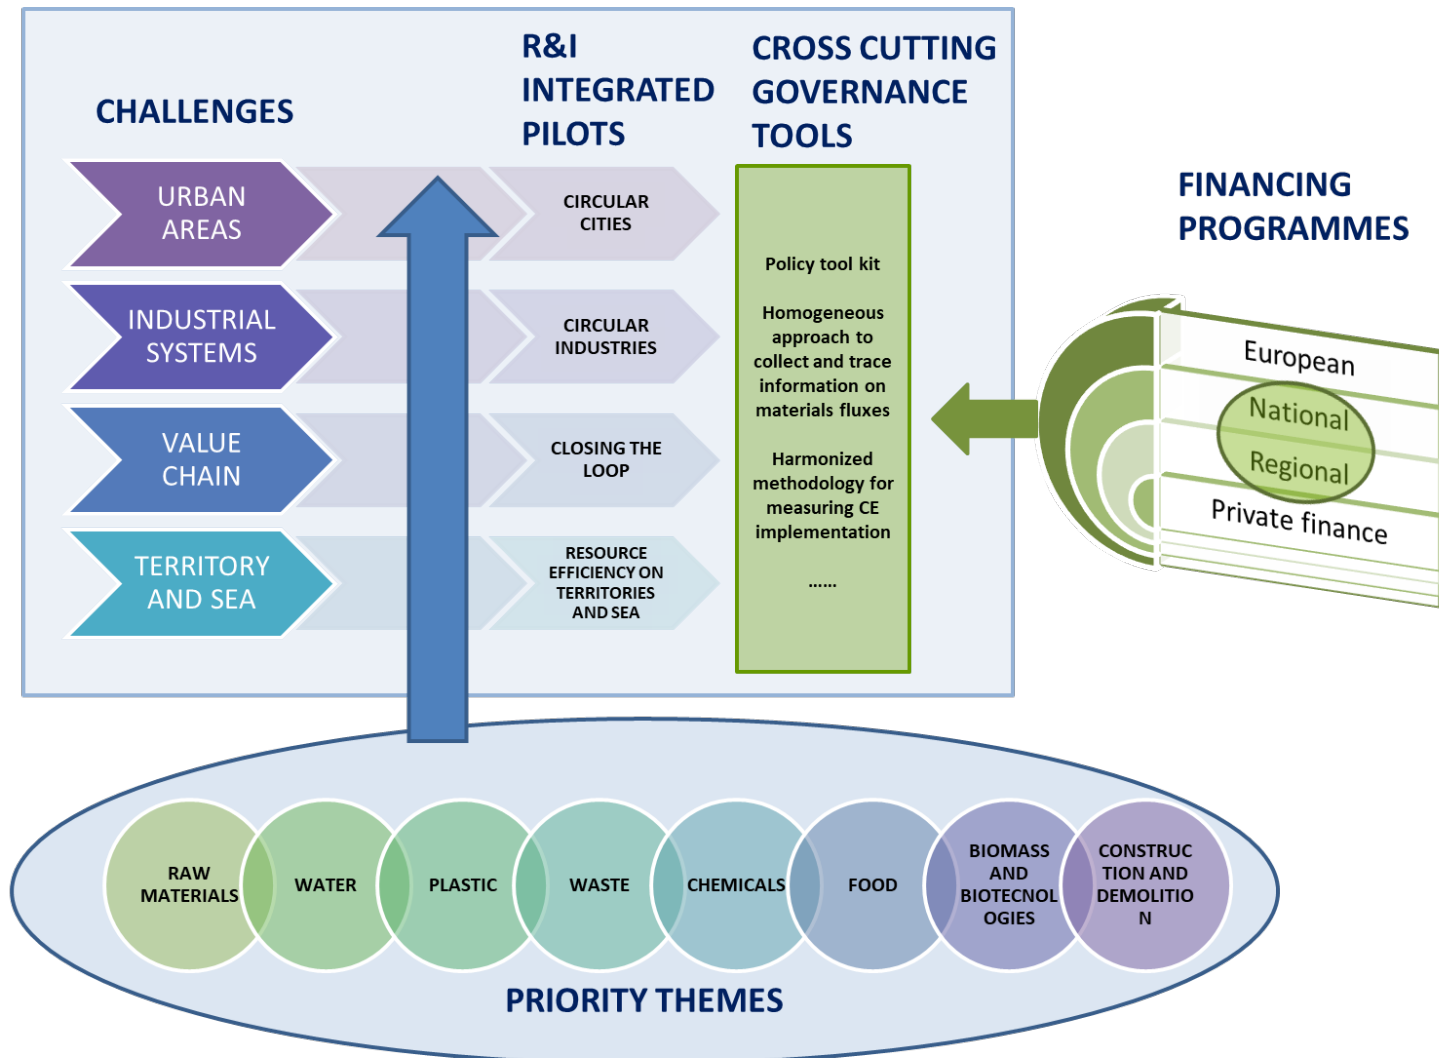 CHALLENGES
R&I
INTEGRATED
PILOTS
CROSS CUTTING
GOVERNANCE
TOOLS
URBAN
AREAS
CIRCULAR
CITIES
INDUSTRIAL
SYSTEMS
CIRCULAR
INDUSTRIES
VALUE
CHAIN
CLOSING THE
LOOP
TERRITORY
AND SEA
RESOURCE
EFFICIENCY ON
TERRITORIES
AND SEA
Policy tool kit
Homogeneous
approach to
collect and trace
information on
materials fluxes
Harmonized
methodology for
measuring CE
implementation
......
FINANCING
PROGRAMMES
European
National
Regional
Private finance
RAW
MATERIALS
WATER
PLASTIC
WASTE
CHEMICALS
FOOD
BIOMASS
AND
BIOTECNOL
OGIES
CONSTRUC
TION AND
DEMOLITIO
N
PRIORITY THEMES